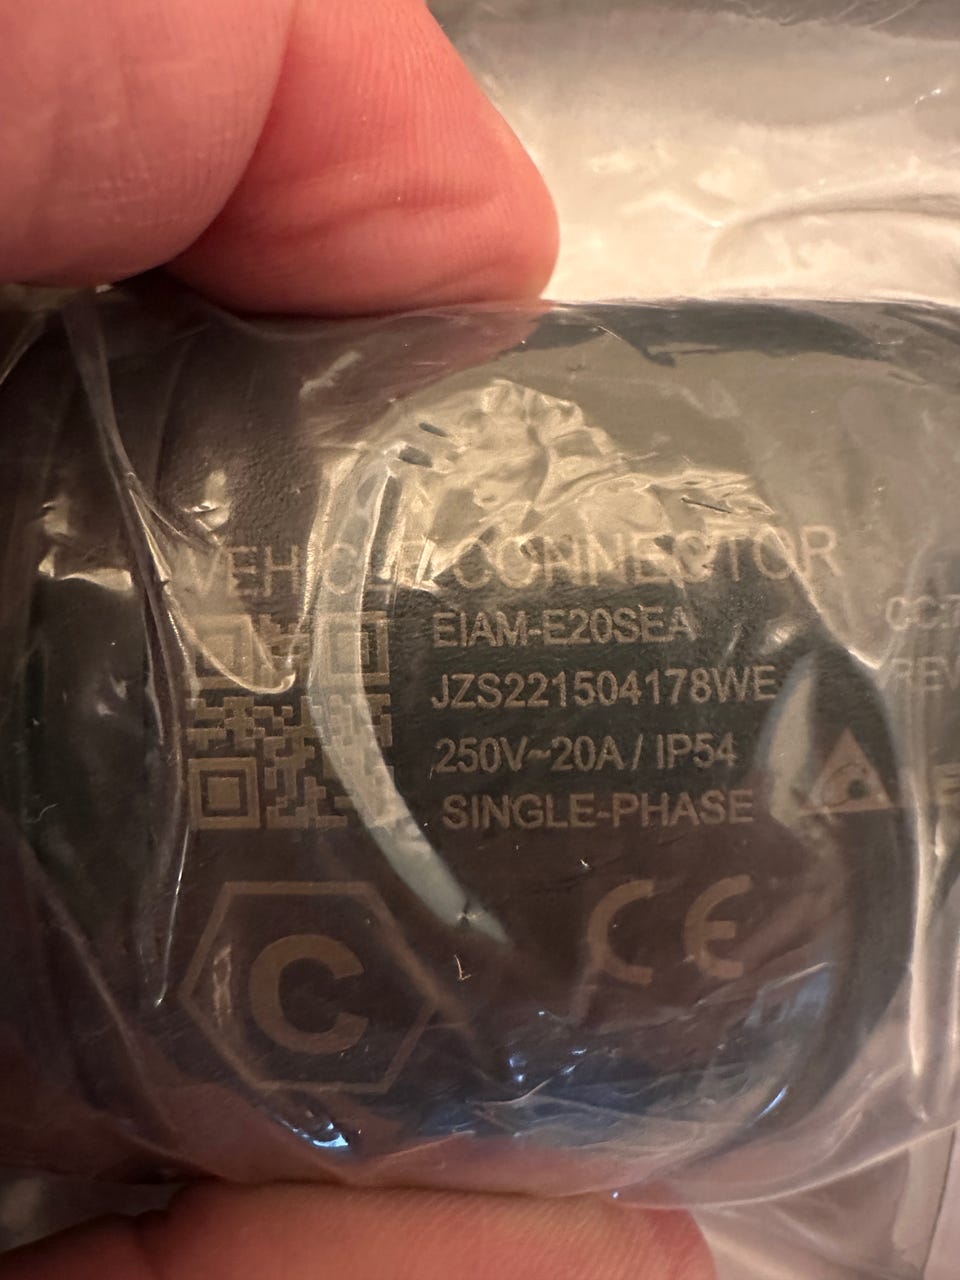 VEHICLE CONNECTOR
EIAM-E20SEA
JZS221504178WE
250V~20A / IP54
SINGLE-PHASE
C
CE